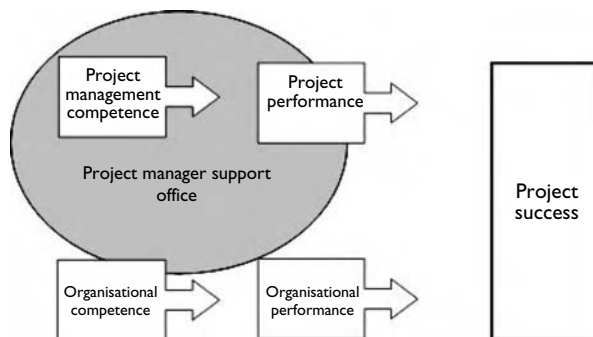 Project
management
competence
Project
performance
Project manager support
office
Project
success
Organisational
competence
Organisational
performance